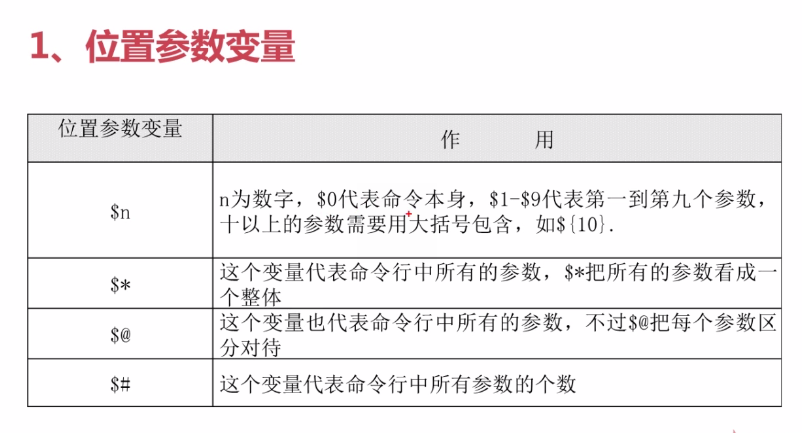 1、位置参数变量
位置参数变量
作 用
$n
n为数字，$0代表命令本身，$1-$9代表第一到第九个参数，
十以上的参数需要用大括号包含，如${10}.
$*
这个变量代表命令行中所有的参数，$*把所有的参数看成一
个整体
$@
这个变量也代表命令行中所有的参数，不过$@把每个参数区
分对待
$#
这个变量代表命令行中所有参数的个数